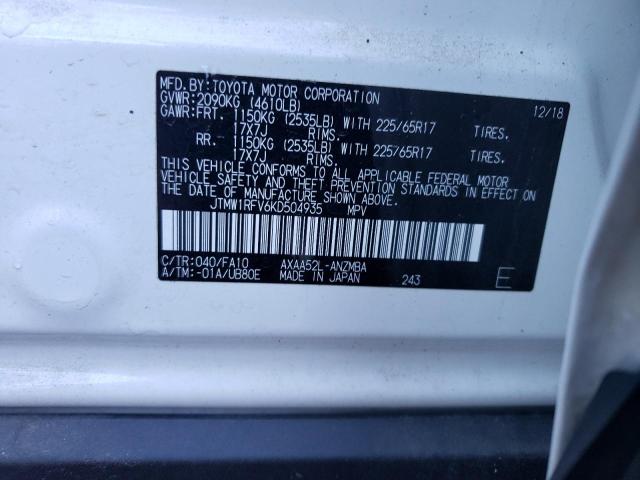 MFD.BY:TOYOTA MOTOR CORPORATION 12/18
GVWR:2090KG (4610LB)
GAWR:FRT. 1150KG (2535LB) WITH 225/65R17 TIRES.
17X7J RIMS.
RR. 1150KG (2535LB) WITH 225/65R17 TIRES.
17X7J RIMS.
THIS VEHICLE CONFORMS TO ALL APPLICABLE FEDERAL MOTOR
VEHICLE SAFETY AND THEFT PREVENTION STANDARDS IN EFFECT ON
THE DATE OF MANUFACTURE SHOWN ABOVE.
JTMW1RFV6KD504935 MPV
C/TR:040/FA10 AXAA52L-ANZMBA
A/TM:-01A/UB80E MADE IN JAPAN 243 E